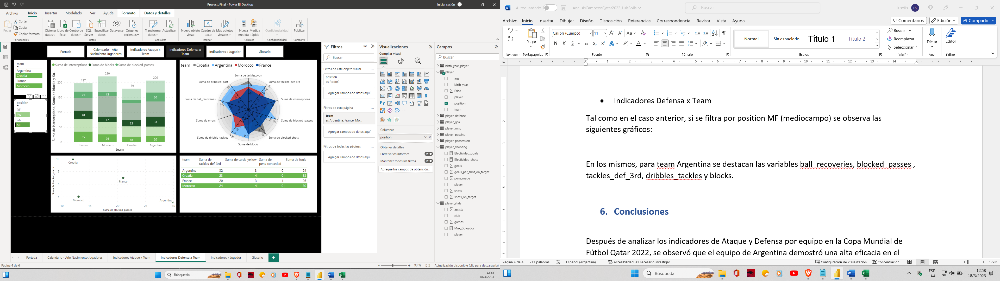 ProyectoFinal - Power BI Desktop
Iniciar sesión
Archivo Inicio Insertar Modelado Ver Ayuda Formato Datos y detalles
Pegar Cortar Copia Copiar formato
Portapapeles
Obtener datos Libro de Excel Centro de datos SQL Server Especificar datos Dataverse Orígenes recientes
Datos
Transformar datos Actualizar
Consultas
Nuevo objeto visual Cuadro de texto Más objetos visuales
Insertar
Nueva medida Medida rápida
Cálculos
Confidencialidad
Confidencialidad
Publicar
Compartir
Portada
Calendario - Año Nacimiento Jugadores
Indicadores Ataque x Team
Indicadores Defensa x Team
Indicadores x Jugador
Glosario
team
Argentina
Croatia
France
Morocco
position
DF
FW
GK
MF
Suma de interceptions Suma de blocks Suma de blocked_passes
Suma de interceptions, Suma de blocks y Su...
200
150
100
50
0
197 220 179 206
21 13 30
28 17 22 33
35 26 18 20
France Morocco Croatia Argentina
team
team Croatia Argentina Morocco France
Suma de tackles_won
Suma de tackles_def_3rd
Suma de interceptions
Suma de blocked_passes
Suma de blocked_shots
Suma de blocks
Suma de dribble_tackles
Suma de errors
Suma de ball_recoveries
Suma de dribbled_past
Suma de blocked_shots
10
8
6
4
Croatia
France
Morocco
Argentina
10 15 20 25 30
Suma de blocked_passes
team Suma de tackles_def_3rd Suma de cards_yellow Suma de pens_conceded Suma de fouls
Argentina 32 3 0 24
Croatia 23 4 0 33
France 20 3 1 26
Morocco 24 4 0 30
Filtros
Buscar
Filtros de este objeto visual ...
position
es (todos)
Agregar campos de datos aquí
Filtros de esta página ...
team
es Argentina, France, Mo...
Agregar campos de datos aquí
Filtros de todas las páginas ...
Agregar campos de datos aquí
Visualizaciones
Compilar visual
Columnas
position
Obtener detalles
Entre varios informes
Mantener todos los filtros
Agregue los campos de obtención...
Campos
Buscar
birth_year_player
player
age
birth_year
Edad
player
position
team
player_defense
player_gca
player_misc
player_passing
player_possession
player_shooting
Efectividad_goals
Efectividad_shots
goals
goals_per_shot_on_target
pens_made
player
shots
shots_on_target
player_stats
assists
club
games
Max_Goleador
player
Portada Calendario - Año Nacimiento Jugadores Indicadores Ataque x Team Indicadores Defensa x Team Indicadores x Jugador Glosario
Página 4 de 6
93 %
Actualización disponible (clic para descargarla)
Búsqueda
12:58
18/3/2023
Autoguardado
AnalisisCampeonQatar2022_LuisSolis
Buscar
luis solis LS
Archivo Inicio Insertar Dibujar Diseño Disposición Referencias Correspondencia Revisar Vista Ayuda
Comentarios Edición Compartir
Deshacer
Pegar
Portapapeles
Calibri (Cuerpo) 11
N K S ab x₂ x²
Fuente
Párrafo
Normal Sin espaciado Título 1 Título 2
Estilos
Buscar
Reemplazar
Seleccionar
Edición
Dictar
Voz
Editor
Editor
1 2 3 4 5 6 7 8 9 10 11 12 13 14
• Indicadores Defensa x Team
Tal como en el caso anterior, si se filtra por position MF (mediocampo) se observa las
siguientes gráficos:
En los mismos, para team Argentina se destacan las variables ball_recoveries, blocked_passes ,
tackles_def_3rd, dribbles_tackles y blocks.
6. Conclusiones
Después de analizar los indicadores de Ataque y Defensa por equipo en la Copa Mundial de
Fútbol Qatar 2022, se observó que el equipo de Argentina demostró una alta eficacia en el
Página 4 de 4 713 palabras Español (Argentina) Accesibilidad: es necesario investigar
Configuración de visualización Concentración
179%
Búsqueda
ESP
LAA
12:58
18/3/2023